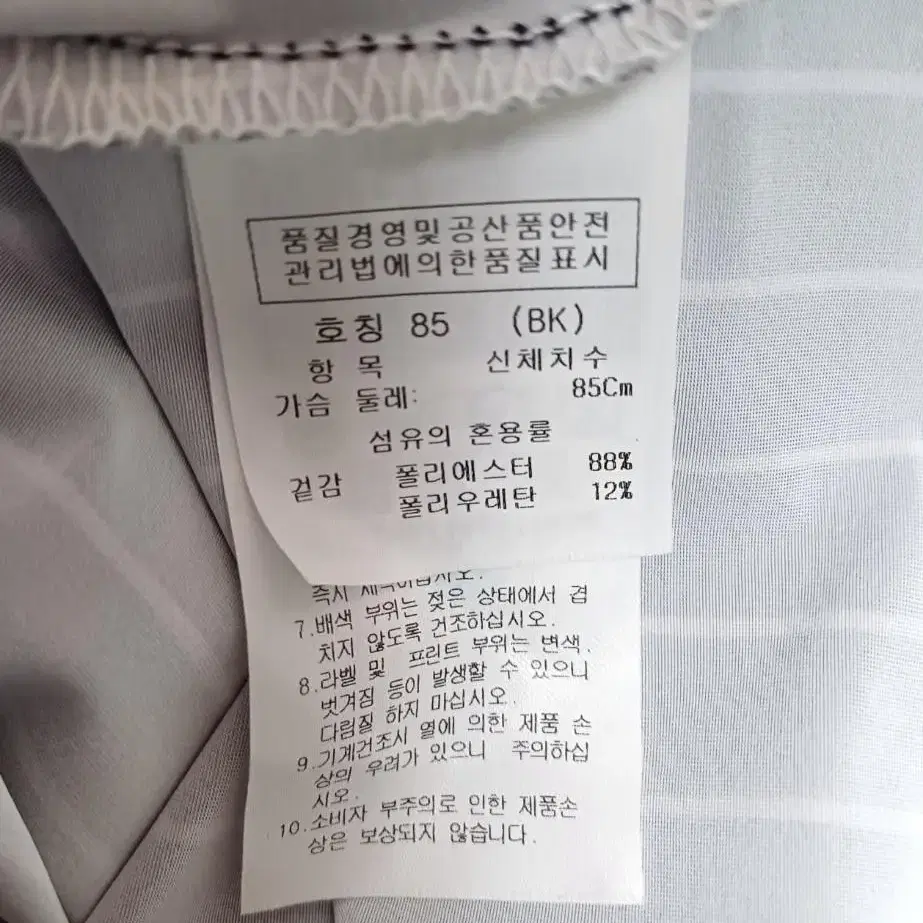 품질경영및공산품안전
관리법에의한품질표시
호칭 85 (BK)
항 목 신체치수
가슴 둘레: 85Cm
섬유의 혼용률
겉감 폴리에스터 88%
폴리우레탄 12%
즉시
7.배색 부위는 젖은 상태에서 겹
치지 않도록 건조하십시오.
8.라벨 및 프린트 부위는 변색.
벗겨짐 등이 발생할 수 있으니
다림질 하지 마십시오.
9.기계건조시 열에 의한 제품 손
상의 우려가 있으니 주의하십
시오.
10.소비자 부주의로 인한 제품손
상은 보상되지 않습니다.